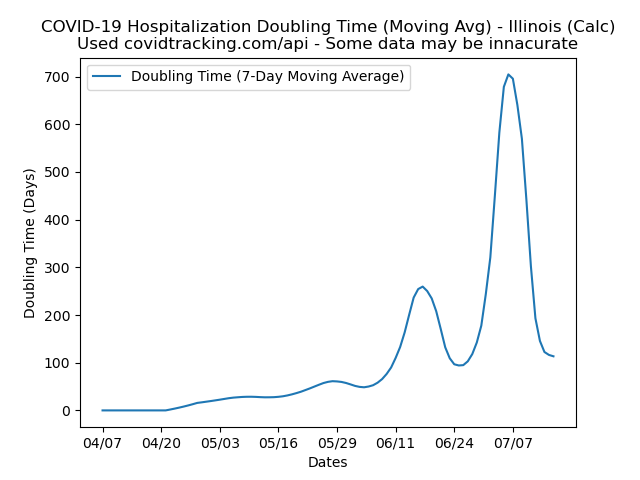 COVID-19 Hospitalization Doubling Time (Moving Avg) - Illinois (Calc)
Used covidtracking.com/api - Some data may be innacurate
Doubling Time (7-Day Moving Average)
Doubling Time (Days)
700
600
500
400
300
200
100
0
04/07 04/20 05/03 05/16 05/29 06/11 06/24 07/07
Dates